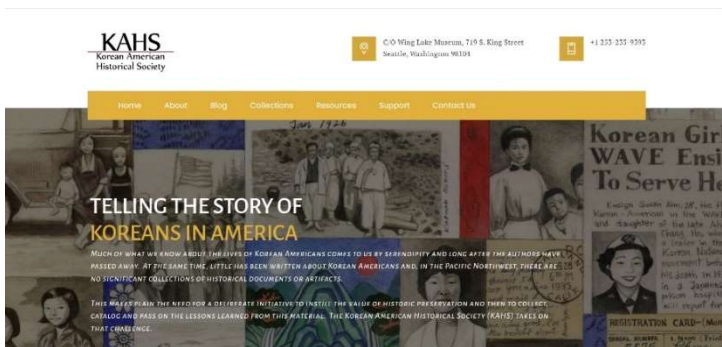 KAHS
Korean American
Historical Society
C/O Wing Luke Museum, 719 S. King Street
Seattle, Washington 98104
+1 253-235-9393
Home About Blog Collections Resources Support Contact Us
Jan 1926
Korean Gir
WAVE Ensi
To Serve He
TELLING THE STORY OF
KOREANS IN AMERICA
MUCH OF WHAT WE KNOW ABOUT THE LIVES OF KOREAN AMERICANS COMES TO US BY SERENDIPITY AND LONG AFTER THE AUTHORS HAVE
PASSED AWAY. AT THE SAME TIME, LITTLE HAS BEEN WRITTEN ABOUT KOREAN AMERICANS AND, IN THE PACIFIC NORTHWEST, THERE ARE
NO SIGNIFICANT COLLECTIONS OF HISTORICAL DOCUMENTS OR ARTIFACTS.
THIS MAKES PLAIN THE NEED FOR A DELIBERATE INITIATIVE TO INSTILL THE VALUE OF HISTORIC PRESERVATION AND THEN TO COLLECT,
CATALOG AND PASS ON THE LESSONS LEARNED FROM THIS MATERIAL. THE KOREAN AMERICAN HISTORICAL SOCIETY (KAHS) TAKES ON
THAT CHALLENGE.
REGISTRATION CARD